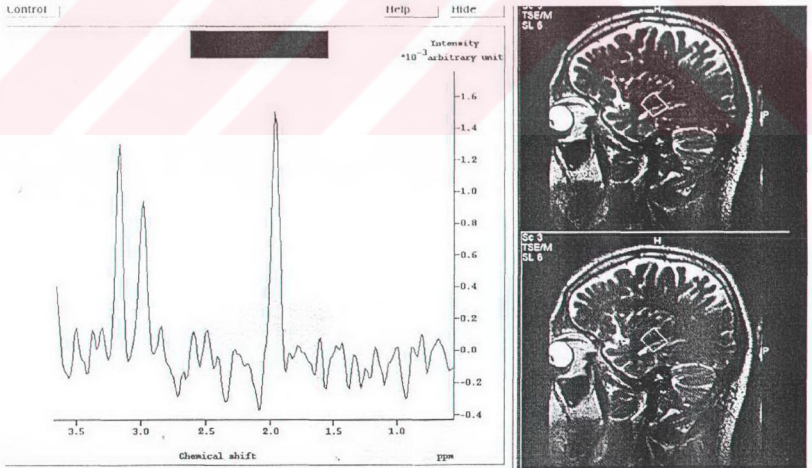 Control Help Hide
Intensity
*10⁻³ arbitrary unit
1.6
1.4
1.2
1.0
0.8
0.6
0.4
0.2
0.0
-0.2
-0.4
3.5 3.0 2.5 2.0 1.5 1.0
Chemical shift ppm
TSE/M
SL 6
H
P
Sc 3
TSE/M
SL 6
H
P